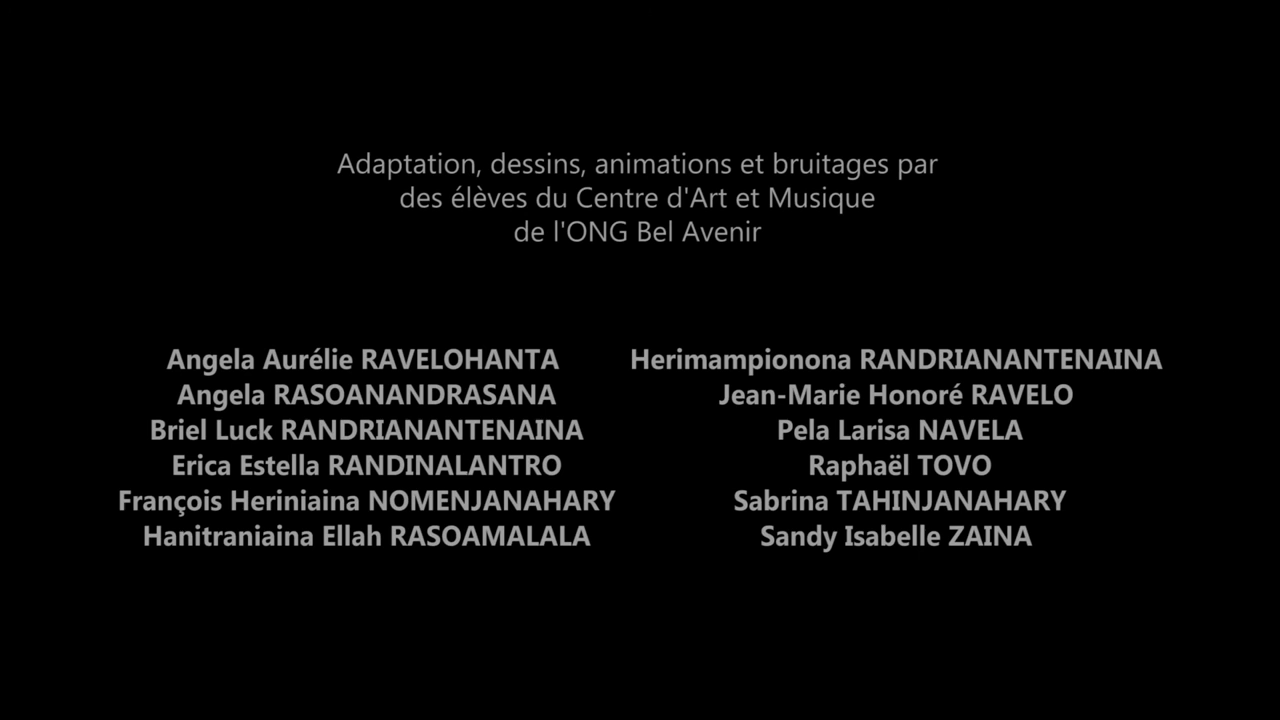 Adaptation, dessins, animations et bruitages par
des élèves du Centre d'Art et Musique
de l'ONG Bel Avenir
Angela Aurélie RAVELOHANTA
Angela RASOANANDRASANA
Briel Luck RANDRIANANTENAINA
Erica Estella RANDINALANTRO
François Heriniaina NOMENJANAHARY
Hanitraniaina Ellah RASOAMALALA
Herimampionona RANDRIANANTENAINA
Jean-Marie Honoré RAVELO
Pela Larisa NAVELA
Raphaël TOVO
Sabrina TAHINJANAHARY
Sandy Isabelle ZAINA